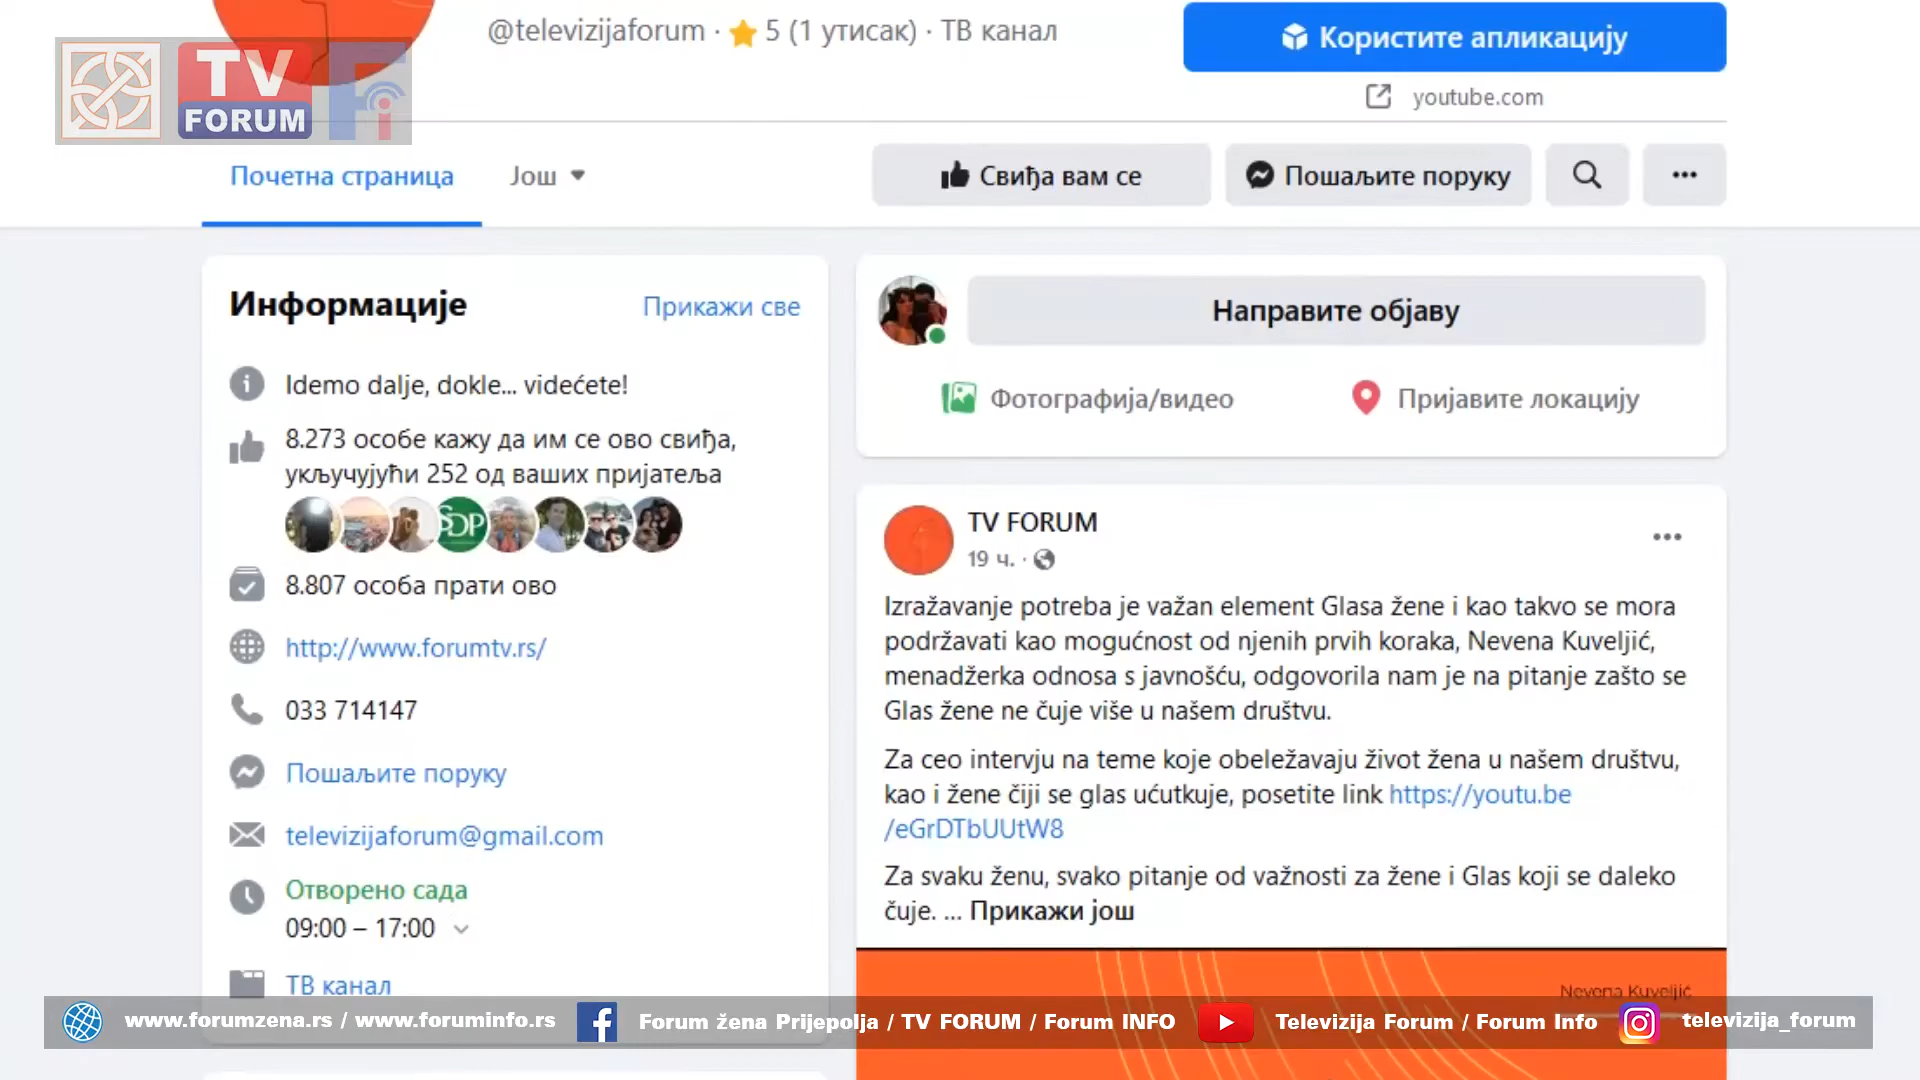 @televizijaforum · 5 (1 утисак) · ТВ канал
Користите апликацију
youtube.com
TV
FORUM
Fi
Почетна страница
Још
Свиђа вам се
Пошаљите поруку
Информације
Прикажи све
Idemo dalje, dokle... videćete!
8.273 особе кажу да им се ово свиђа,
укључујући 252 од ваших пријатеља
SDP
8.807 особа прати ово
http://www.forumtv.rs/
033 714147
Пошаљите поруку
televizijaforum@gmail.com
Отворено сада
09:00 – 17:00
ТВ канал
Направите објаву
Фотографија/видео
Пријавите локацију
TV FORUM
19 ч. ·
Izražavanje potreba je važan element Glasa žene i kao takvo se mora
podržavati kao mogućnost od njenih prvih koraka, Nevena Kuveljić,
menadžerka odnosa s javnošću, odgovorila nam je na pitanje zašto se
Glas žene ne čuje više u našem društvu.
Za ceo intervju na teme koje obeležavaju život žena u našem društvu,
kao i žene čiji se glas ućutkuje, posetite link https://youtu.be
/eGrDTbUUtW8
Za svaku ženu, svako pitanje od važnosti za žene i Glas koji se daleko
čuje. ... Прикажи још
Nevena Kuveljić
www.forumzena.rs / www.foruminfo.rs
Forum žena Prijepolja / TV FORUM / Forum INFO
Televizija Forum / Forum Info
televizija_forum